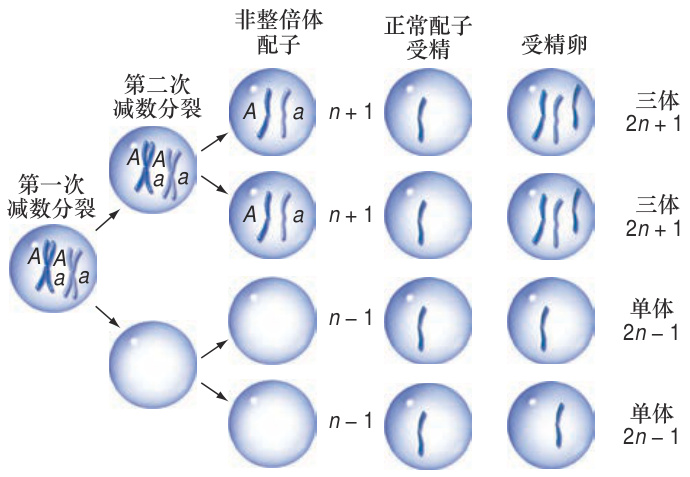 非整倍体
配子
正常配子
受精
受精卵
第二次
减数分裂
第一次
减数分裂
A a
n + 1
三体
2n + 1
A A
a a
A a
n + 1
三体
2n + 1
A A
a a
n – 1
单体
2n – 1
n – 1
单体
2n – 1